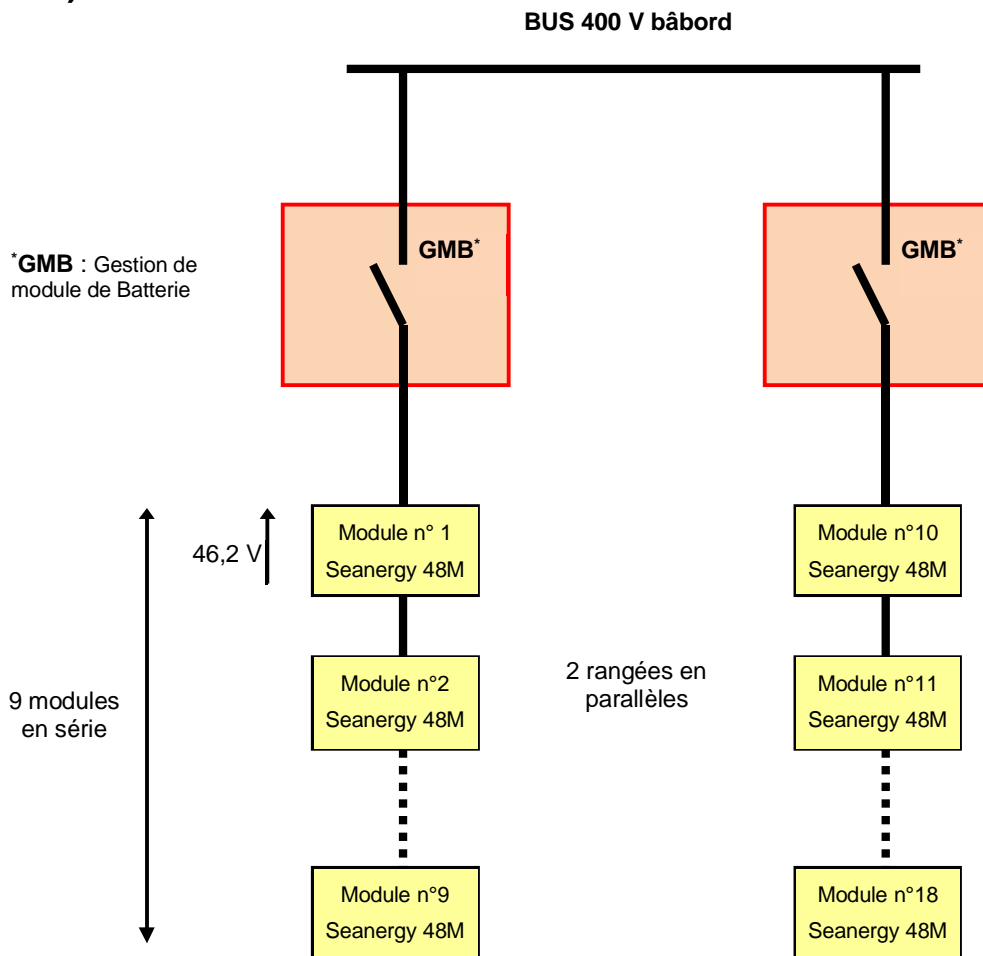 BUS 400 V bâbord
GMB*
GMB*
*GMB : Gestion de
module de Batterie
Module n° 1
Seanergy 48M
46,2 V
Module n°10
Seanergy 48M
9 modules
en série
Module n°2
Seanergy 48M
2 rangées en
parallèles
Module n°11
Seanergy 48M
Module n°9
Seanergy 48M
Module n°18
Seanergy 48M